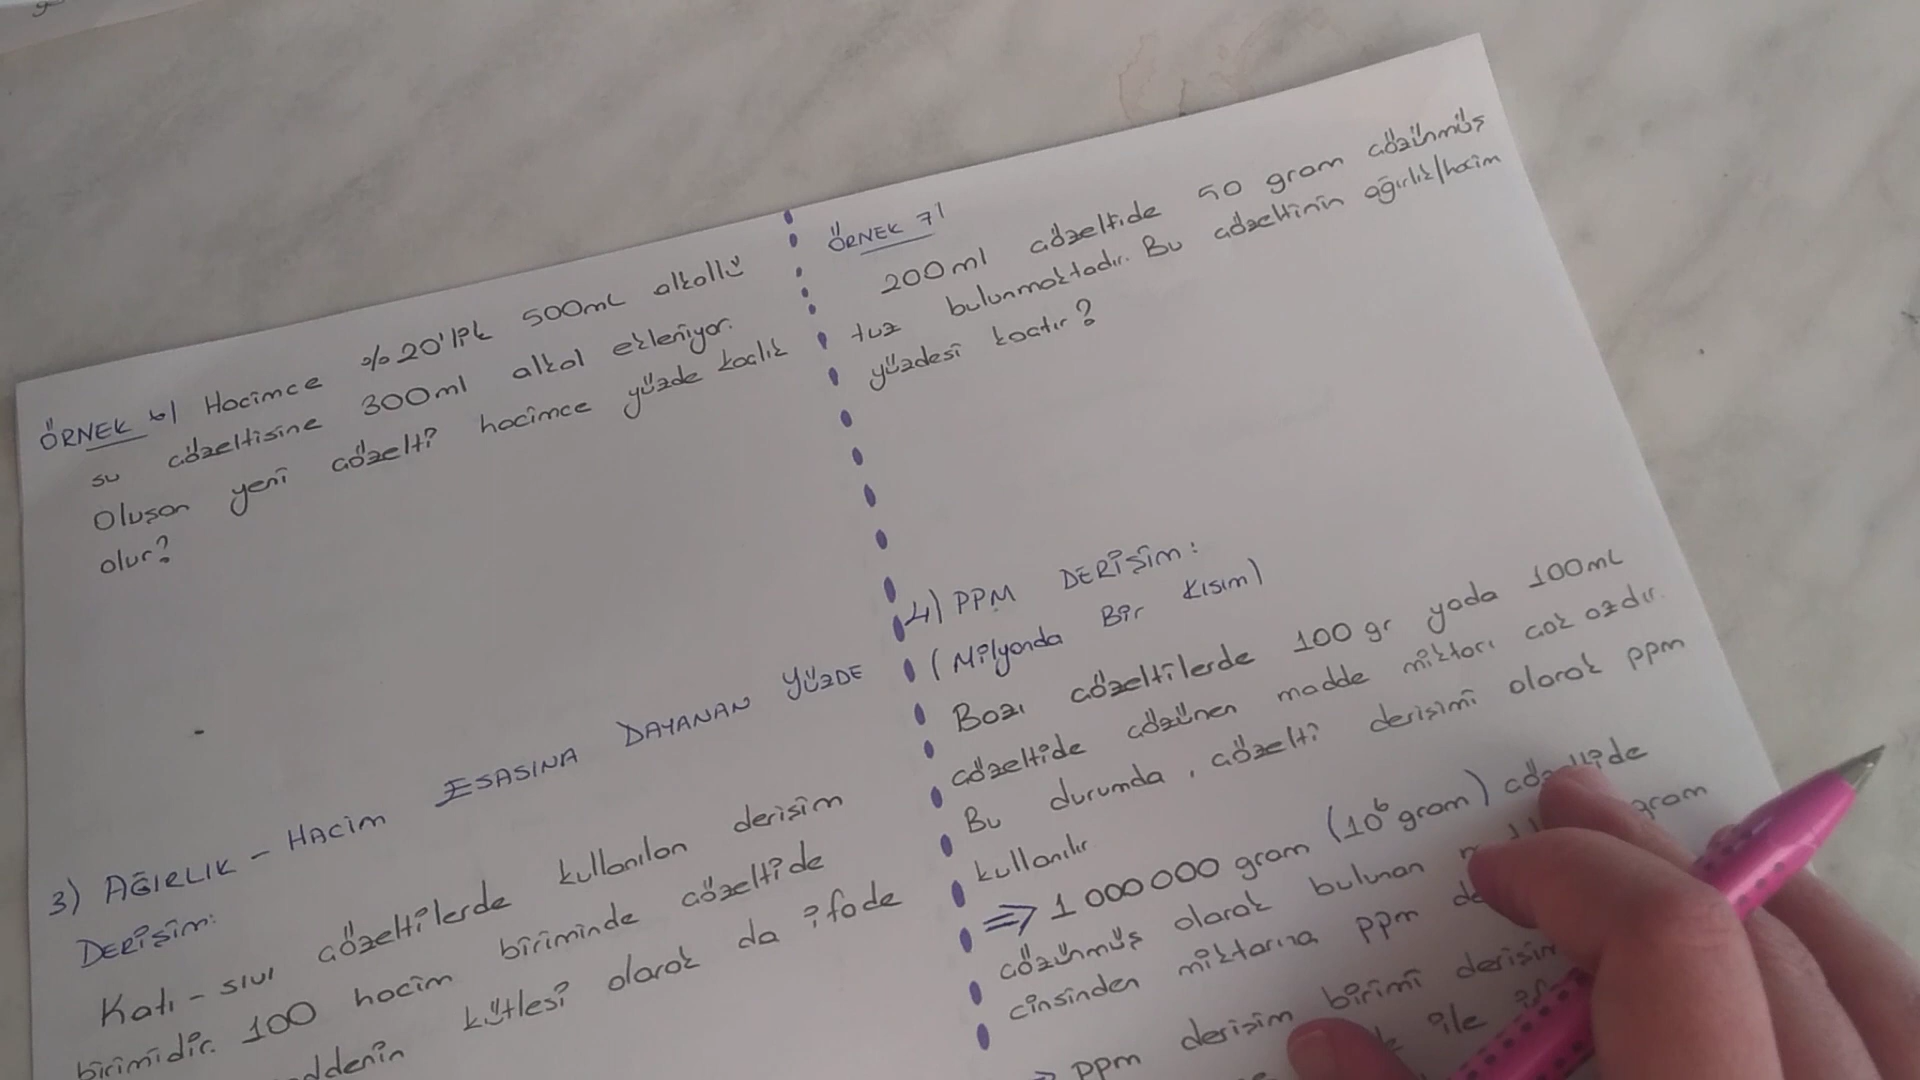 ÖRNEK 6) Hacimce %20'lik 500mL alkollü
su çözeltisine 300ml alkol ekleniyor.
Oluşan yeni çözelti hacimce yüzde kaçlık
olur?
3) AĞIRLIK - HACİM ESASINA DAYANAN YÜZDE
DERİŞİM:
Katı - sıvı çözeltilerde kullanılan derişim
birimidir. 100 hacim biriminde çözeltide
kütlesi olarak da ifade
ÖRNEK 7)
200ml çözeltide 50 gram çözünmüş
tuz bulunmaktadır. Bu çözeltinin ağırlık/hacim
yüzdesi kaçtır?
4) PPM DERİŞİM:
(Milyonda Bir Kısım)
Bazı çözeltilerde 100 gr yada 100mL
çözeltide çözünen madde miktarı çok azdır.
Bu durumda, çözelti derişimi olarak ppm
kullanılır
⇒ 1 000 000 gram (10⁶ gram) çözeltide
çözünmüş olarak bulunan gram
cinsinden miktarına ppm
ppm derişim birimi
ile